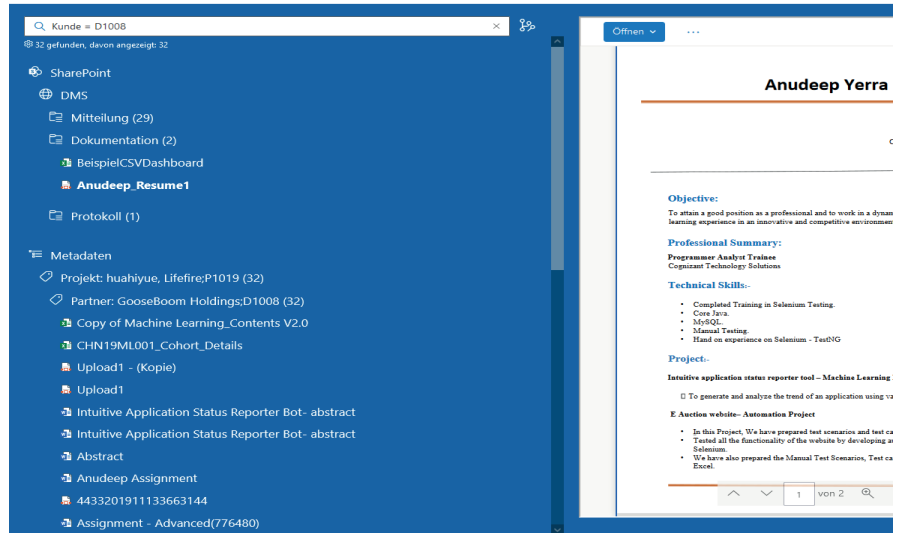 Kunde = D1008
32 gefunden, davon angezeigt: 32
SharePoint
DMS
Mitteilung (29)
Dokumentation (2)
BeispielCSVDashboard
Anudeep_Resume1
Protokoll (1)
Metadaten
Projekt: huahiyue, Lifefire;P1019 (32)
Partner: GooseBoom Holdings;D1008 (32)
Copy of Machine Learning_Contents V2.0
CHN19ML001_Cohort_Details
Upload1 - (Kopie)
Upload1
Intuitive Application Status Reporter Bot- abstract
Intuitive Application Status Reporter Bot- abstract
Abstract
Anudeep Assignment
4433201911133663144
Assignment - Advanced(776480)
Öffnen
Anudeep Yerra
Objective:
To attain a good position as a professional and to work in a
learning experience in an innovative and competitive
Professional Summary:
Programmer Analyst Trainee
Cognizant Technology Solutions
Technical Skills:-
• Completed Training in Selenium Testing.
• Core Java.
• MySQL.
• Manual Testing.
• Hand on experience on Selenium - TestNG
Project:-
Intuitive application status reporter tool – Machine Learning
To generate and analyze the trend of an application using
E Auction website– Automation Project
• In this Project, We have prepared test scenarios and test
• Tested all the functionality of the website by developing
Selenium.
• We have also prepared the Manual Test Scenarios, Test
Excel.
1 von 2